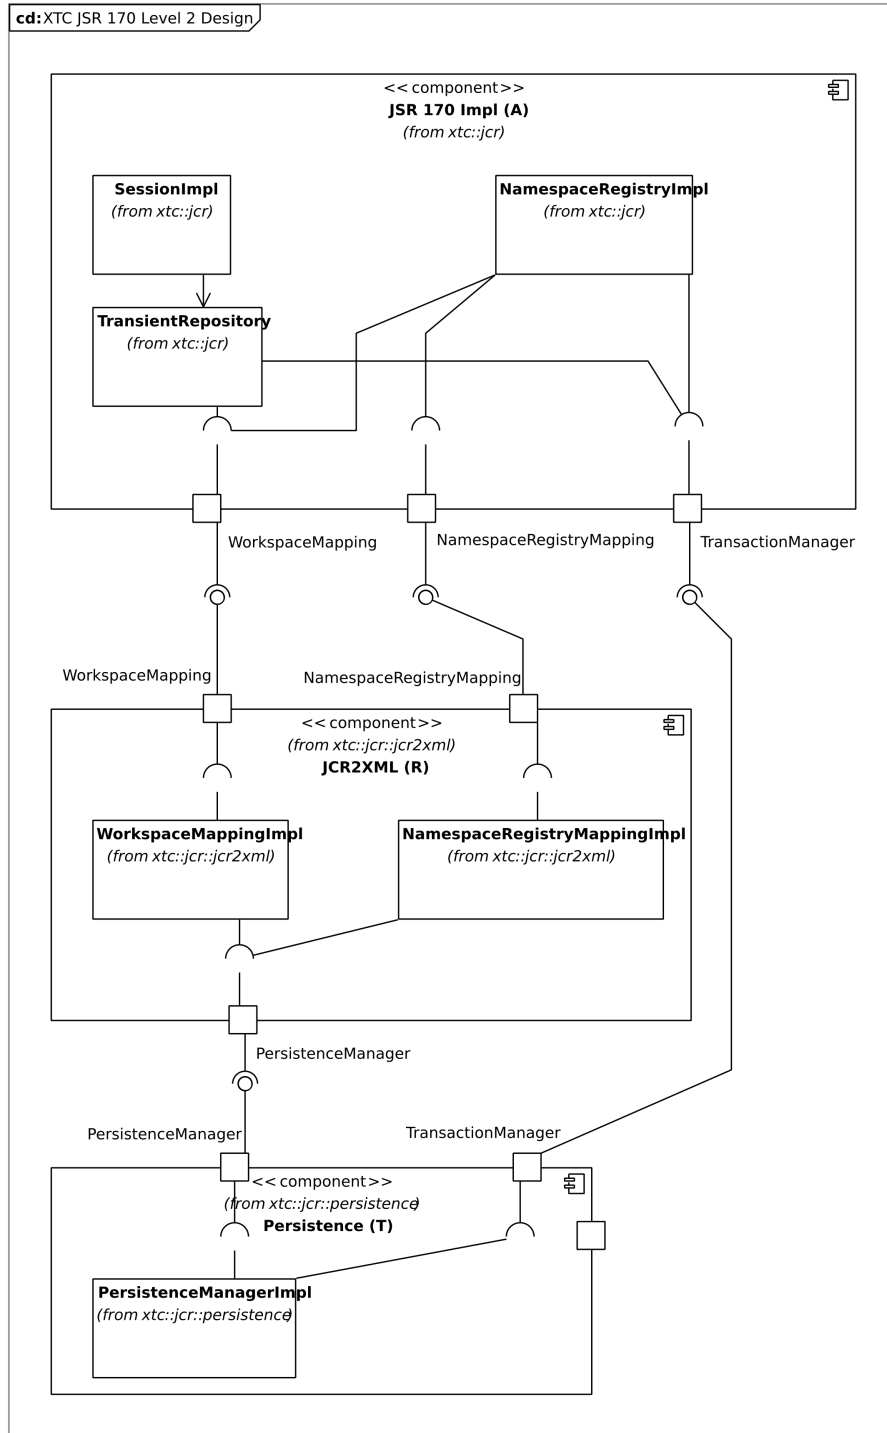 cd:XTC JSR 170 Level 2 Design
<<component>>
JSR 170 Impl (A)
(from xtc::jcr)
SessionImpl
(from xtc::jcr)
NamespaceRegistryImpl
(from xtc::jcr)
TransientRepository
(from xtc::jcr)
WorkspaceMapping
NamespaceRegistryMapping
TransactionManager
WorkspaceMapping
NamespaceRegistryMapping
<<component>>
(from xtc::jcr::jcr2xml)
JCR2XML (R)
WorkspaceMappingImpl
(from xtc::jcr::jcr2xml)
NamespaceRegistryMappingImpl
(from xtc::jcr::jcr2xml)
PersistenceManager
PersistenceManager
TransactionManager
<<component>>
(from xtc::jcr::persistence)
Persistence (T)
PersistenceManagerImpl
(from xtc::jcr::persistence)